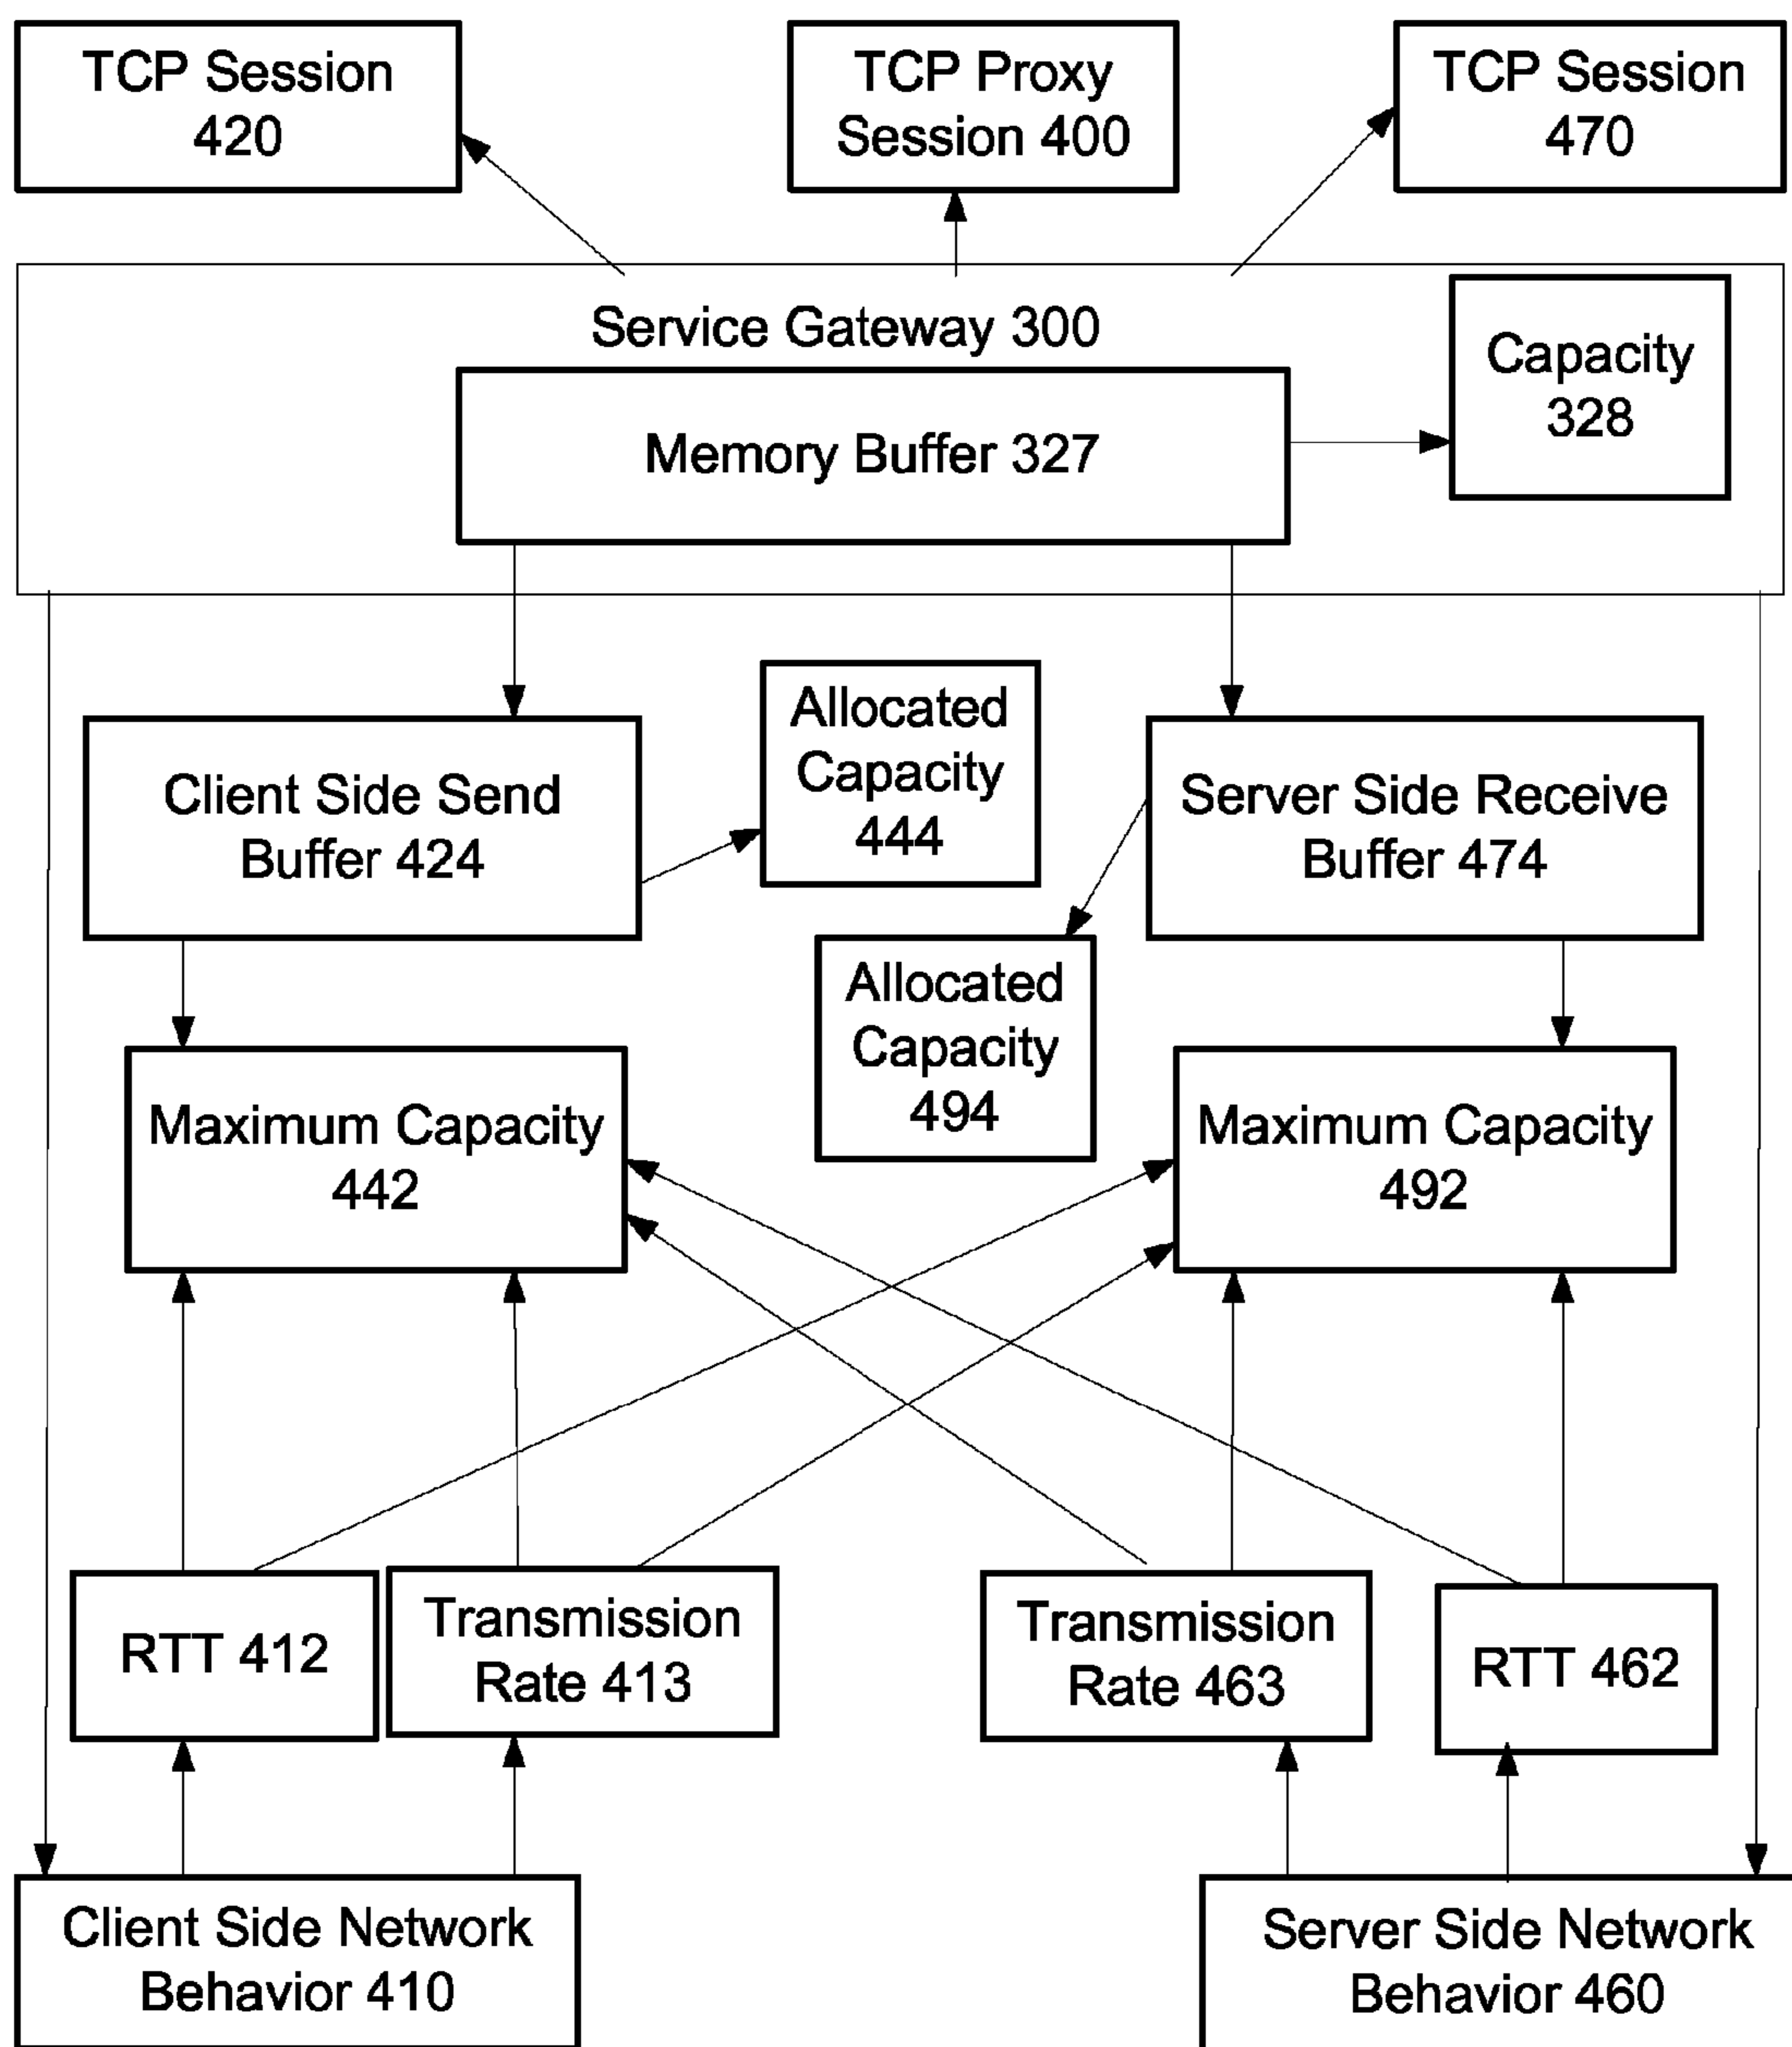 TCP Session
420
TCP Proxy
Session 400
TCP Session
470
Service Gateway 300
Capacity
328
Memory Buffer 327
Allocated
Capacity
444
Client Side Send
Buffer 424
Server Side Receive
Buffer 474
Allocated
Capacity
494
Maximum Capacity
442
Maximum Capacity
492
RTT 412
Transmission
Rate 413
Transmission
Rate 463
RTT 462
Client Side Network
Behavior 410
Server Side Network
Behavior 460